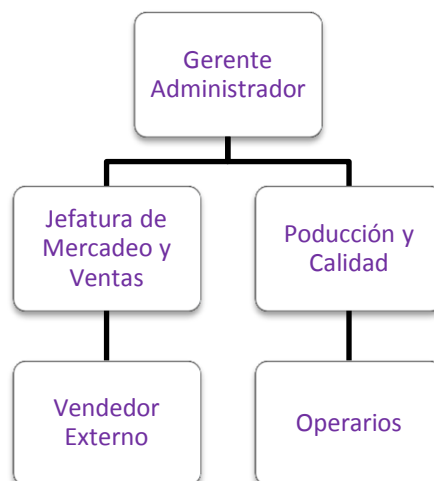 Gerente
Administrador
Jefatura de
Mercadeo y
Ventas
Poducción y
Calidad
Vendedor
Externo
Operarios